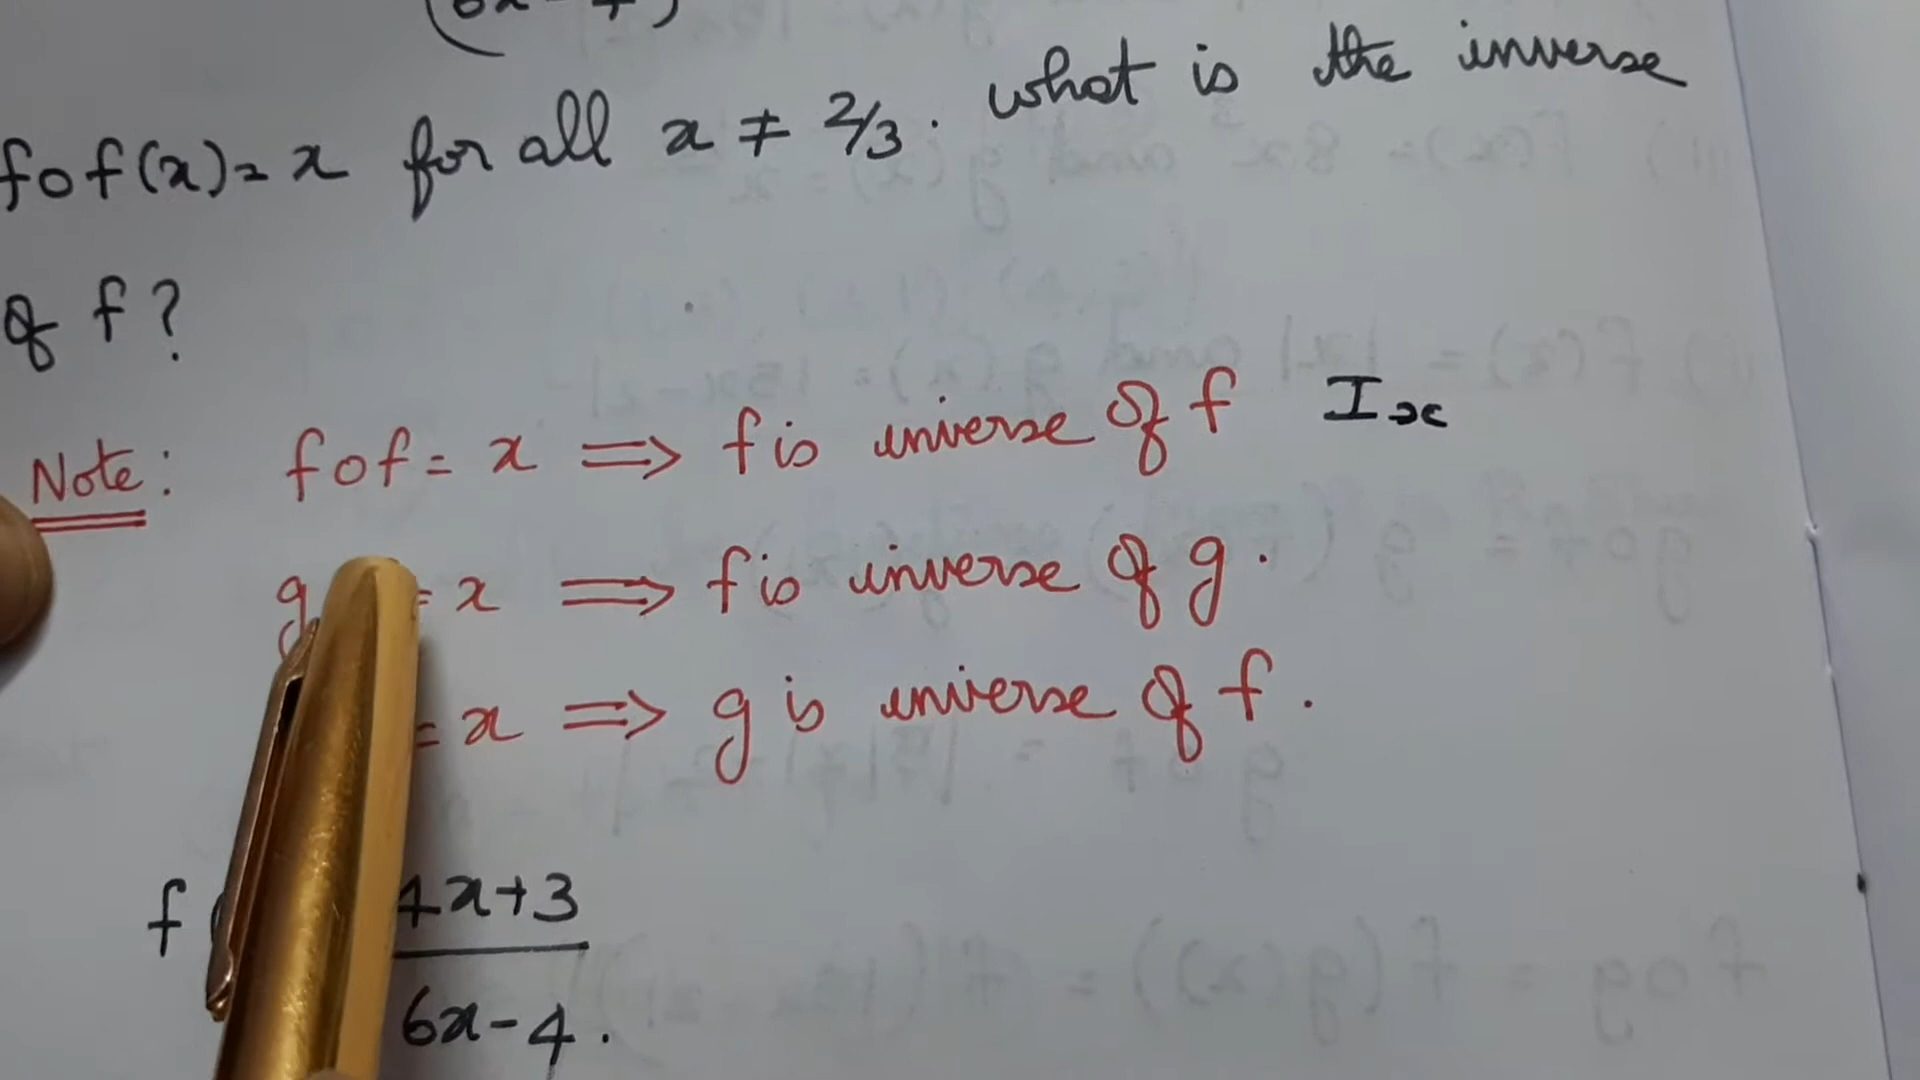 fof(x)=x for all x ≠ 2/3. what is the inverse
of f?
Note: fof = x ⟹ f is inverse of f I_x
g = x ⟹ f is inverse of g.
= x ⟹ g is inverse of f.
f 4x+3
6x-4.